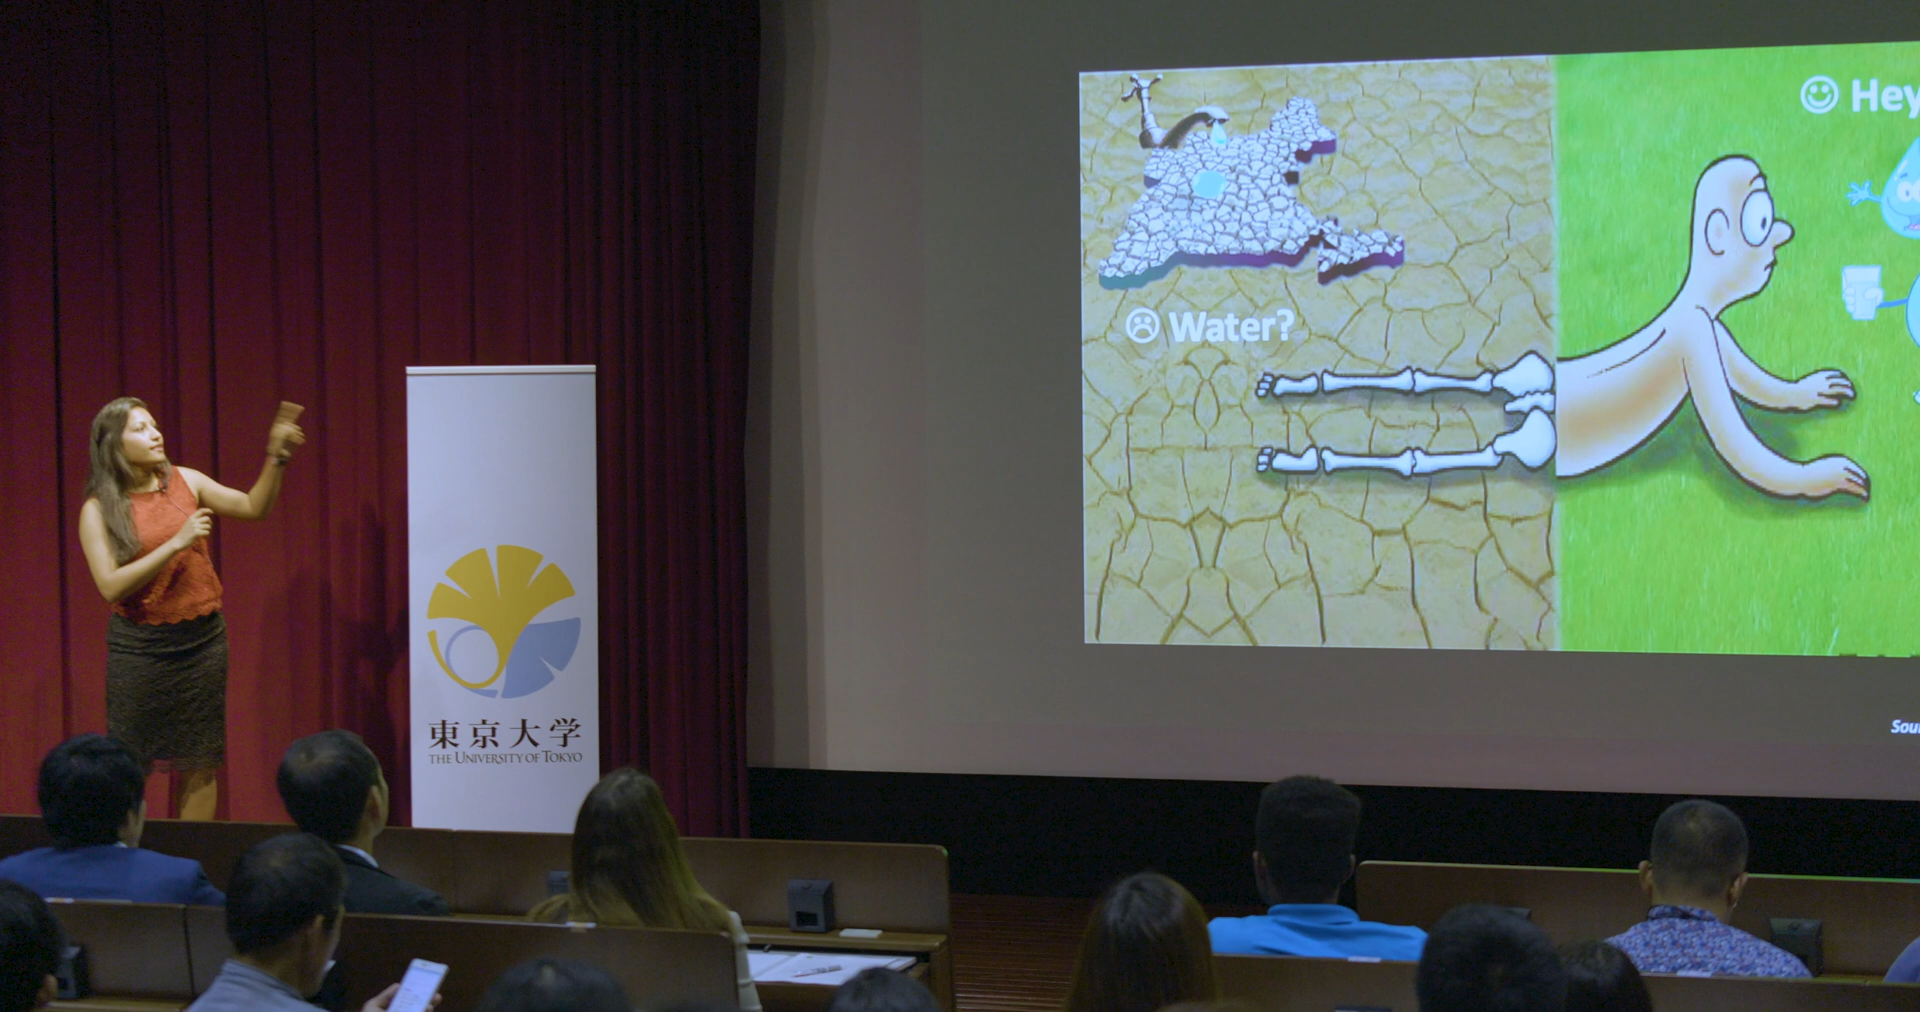 Hey
Water?
東京大学
THE UNIVERSITY OF TOKYO